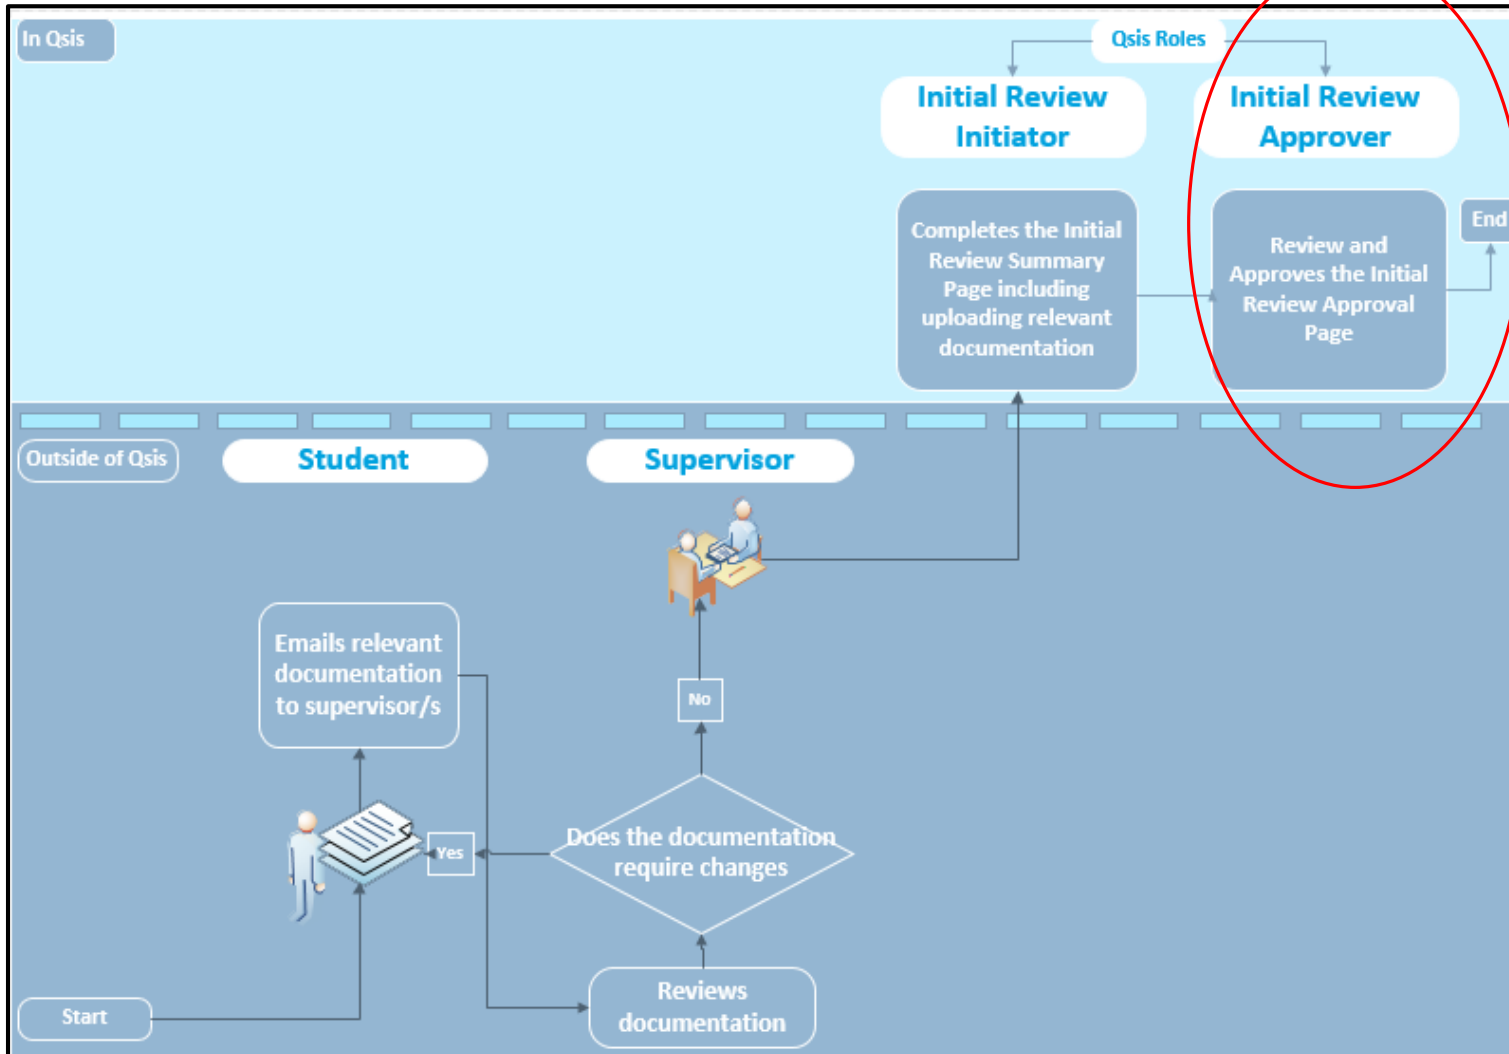 In Qsis
Qsis Roles
Initial Review
Initiator
Initial Review
Approver
Completes the Initial
Review Summary
Page including
uploading relevant
documentation
Review and
Approves the Initial
Review Approval
Page
End
Outside of Qsis
Student
Supervisor
Emails relevant
documentation
to supervisor/s
No
Yes
Does the documentation
require changes
Reviews
documentation
Start